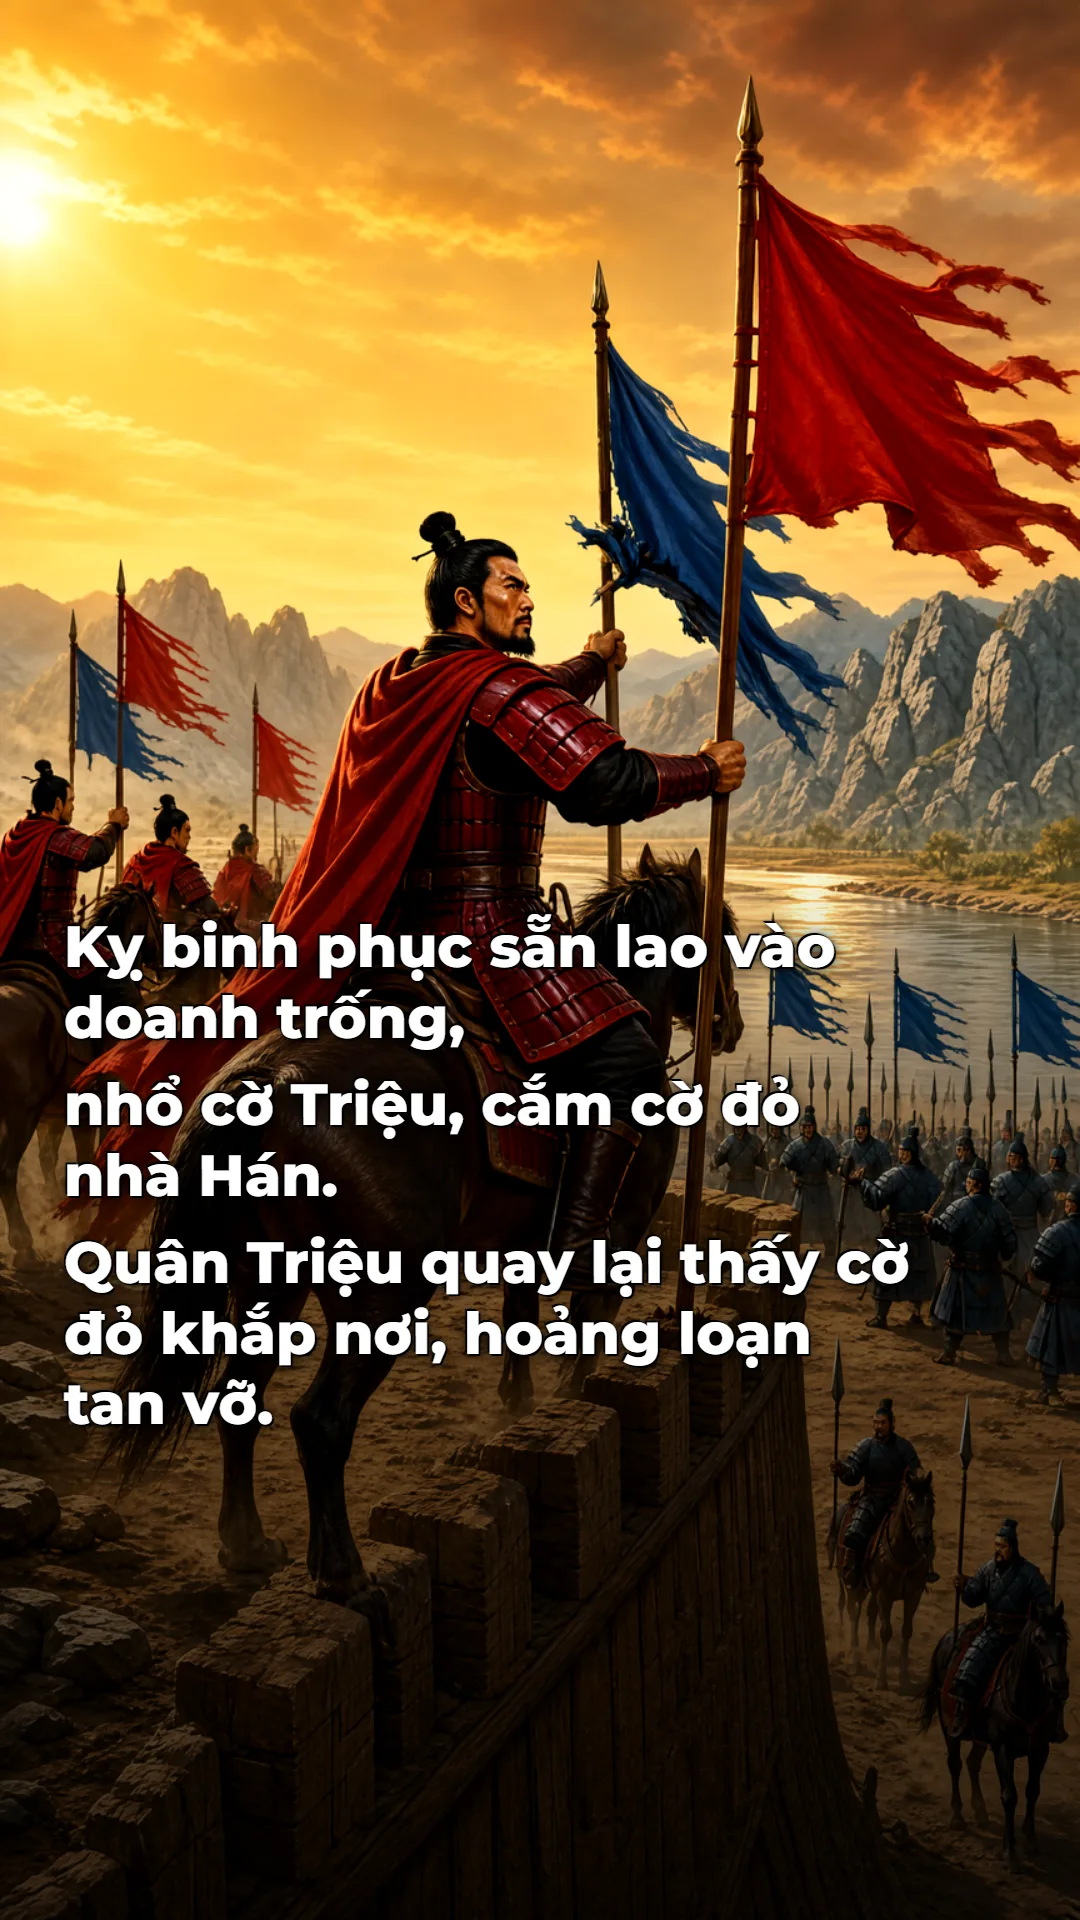 Kỵ binh phục sẵn lao vào
doanh trống,
nhổ cờ Triệu, cắm cờ đỏ
nhà Hán.
Quân Triệu quay lại thấy cờ
đỏ khắp nơi, hoảng loạn
tan vỡ.